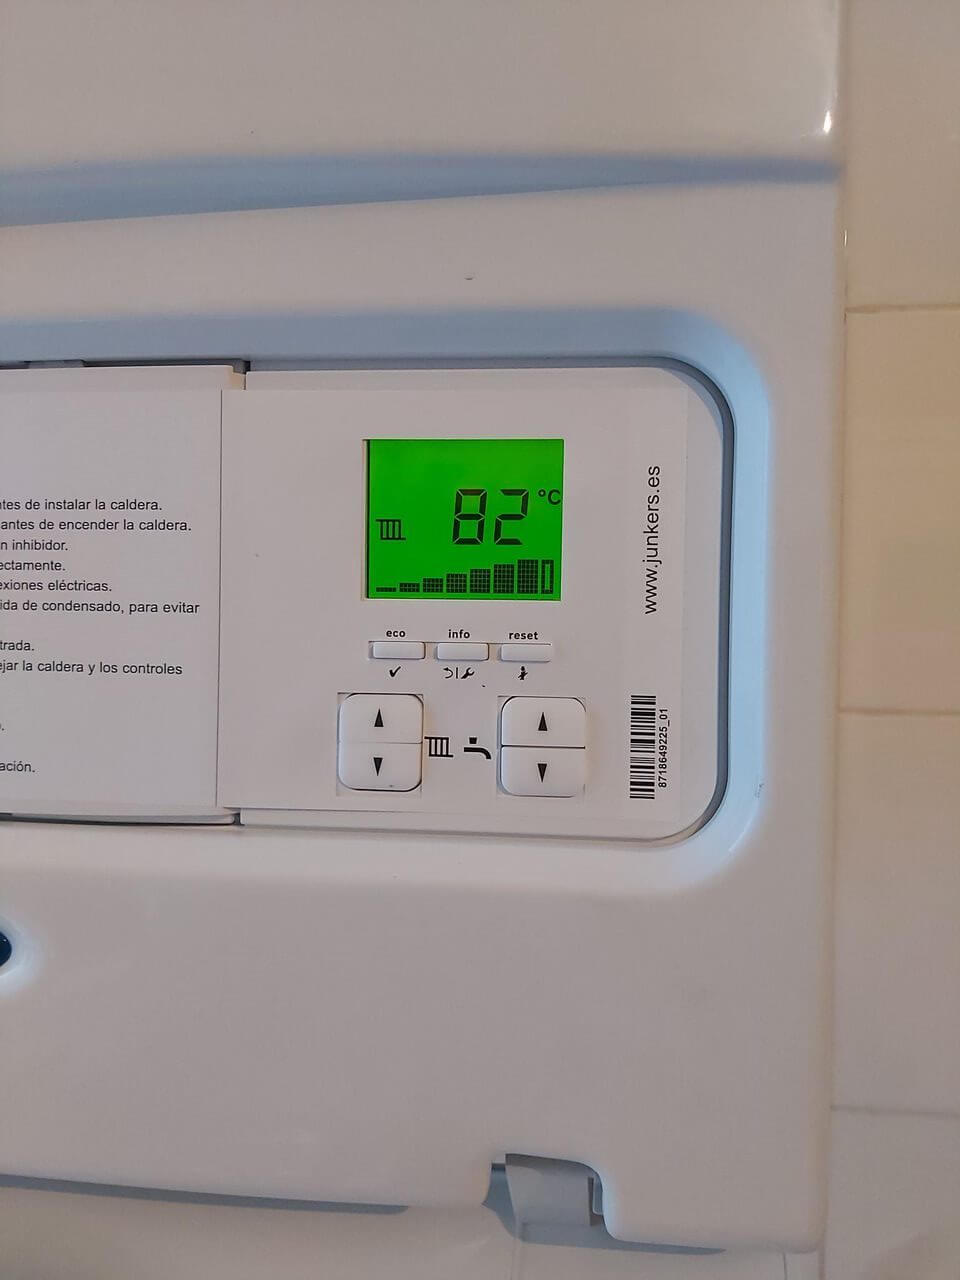 ntes de instalar la caldera.
antes de encender la caldera.
n inhibidor.
ectamente.
exiones eléctricas.
ida de condensado, para evitar
trada.
ejar la caldera y los controles
ación.
82 °C
eco info reset
www.junkers.es
8718649225_01